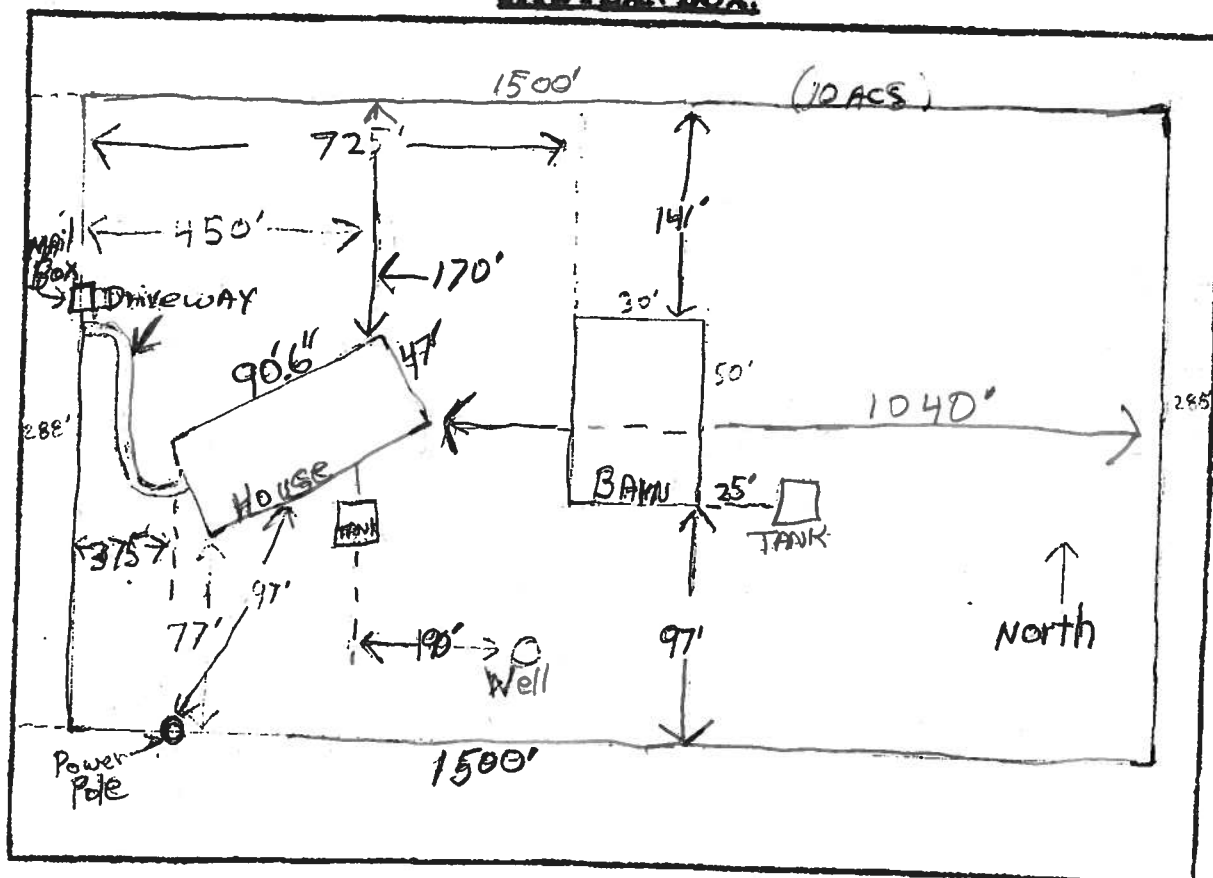 1500'
(10 ACS)
725'
450'
141'
Mail
Box
170'
DRIVEWAY
30'
90'.6"
47'
50'
1040'
288'
285'
HOUSE
BARN
25'
TANK
TANK
375'
97'
77'
190'
97'
North
Well
Power
Pole
1500'